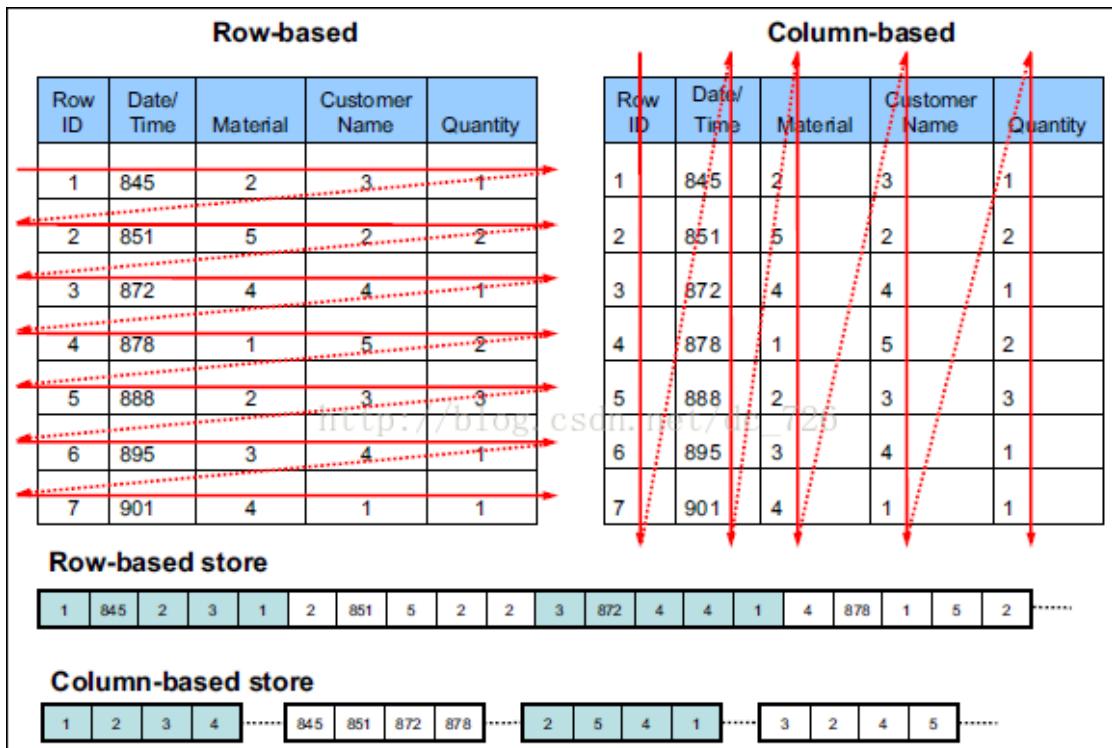 Row-based
Column-based
Row ID Date/ Time Material Customer Name Quantity
1 845 2 3 1
2 851 5 2 2
3 872 4 4 1
4 878 1 5 2
5 888 2 3 3
6 895 3 4 1
7 901 4 1 1
Row ID Date/ Time Material Customer Name Quantity
1 845 2 3 1
2 851 5 2 2
3 872 4 4 1
4 878 1 5 2
5 888 2 3 3
6 895 3 4 1
7 901 4 1 1
http://blog.csdn.net/dc_726
Row-based store
1 845 2 3 1 2 851 5 2 2 3 872 4 4 1 4 878 1 5 2
Column-based store
1 2 3 4 845 851 872 878 2 5 4 1 3 2 4 5